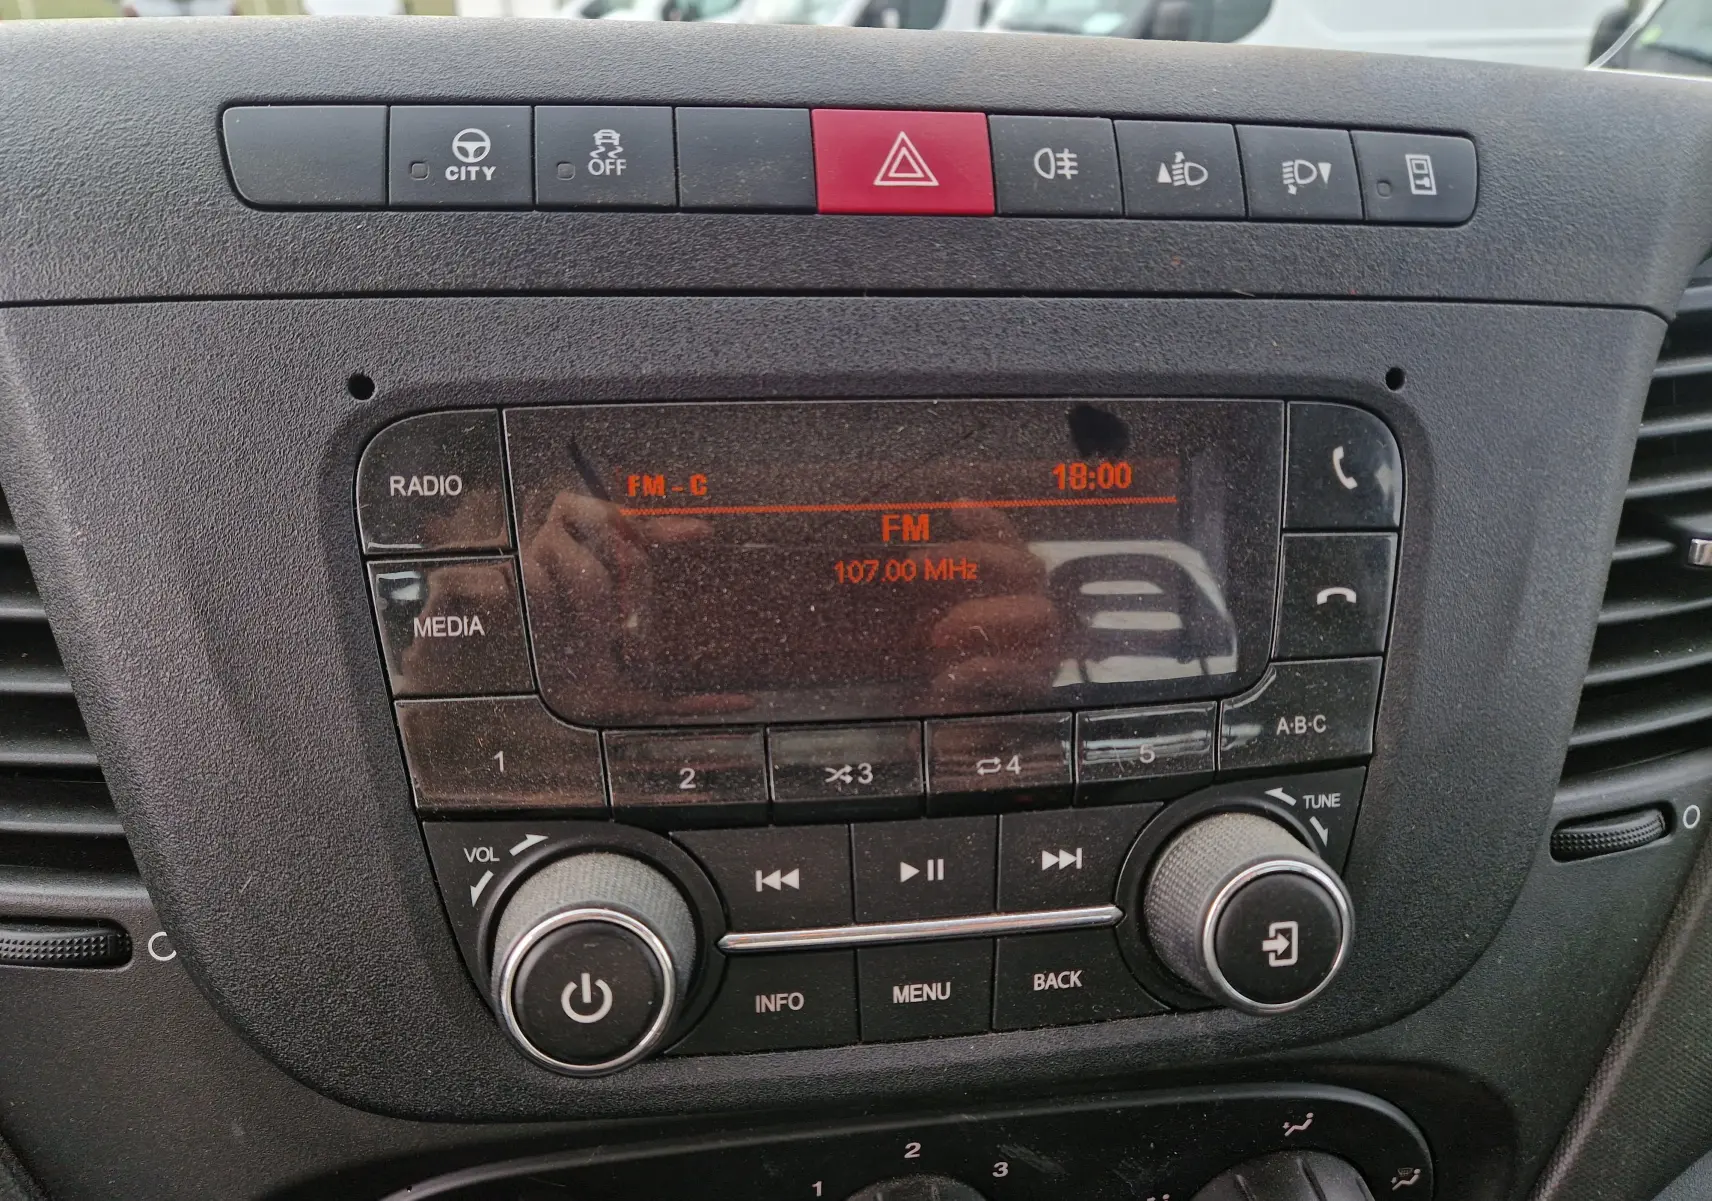 CITY
OFF
RADIO
FM - C 18:00
FM
107.00 MHz
MEDIA
1
2
3
4
5
A·B·C
VOL
TUNE
INFO
MENU
BACK
1
2
3